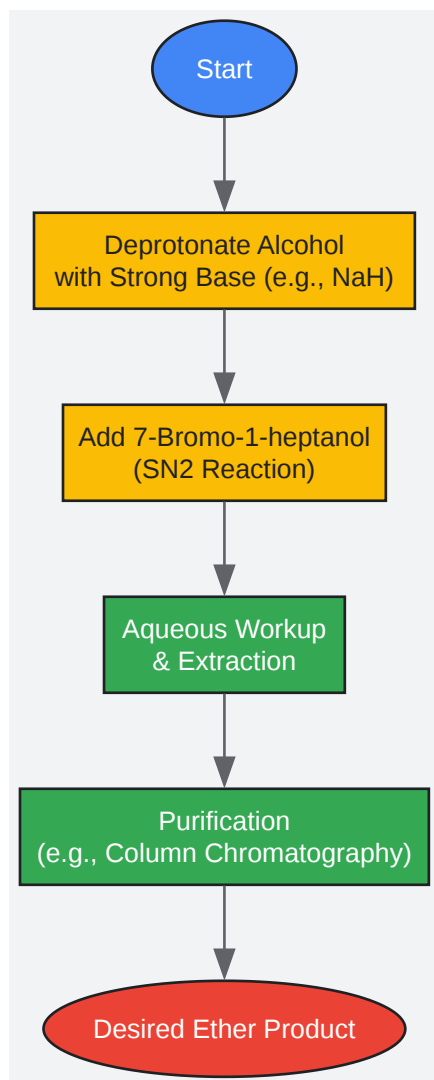 Start
Deprotonate Alcohol
with Strong Base (e.g., NaH)
Add 7-Bromo-1-heptanol
(SN2 Reaction)
Aqueous Workup
& Extraction
Purification
(e.g., Column Chromatography)
Desired Ether Product